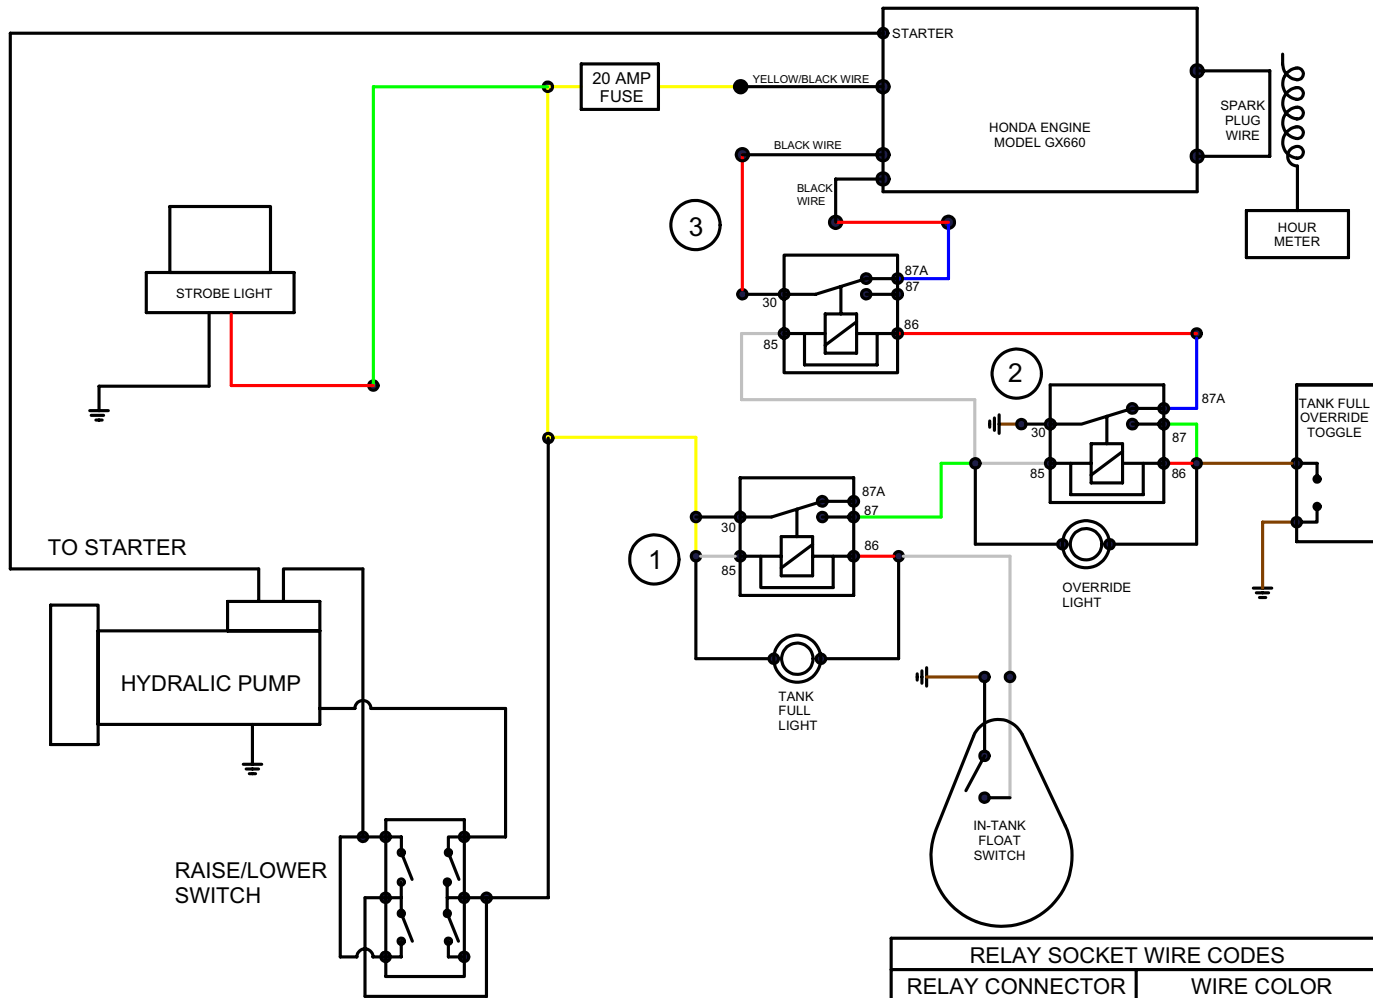 STARTER
20 AMP
FUSE
YELLOW/BLACK WIRE
SPARK
PLUG
WIRE
HONDA ENGINE
MODEL GX660
BLACK WIRE
BLACK
WIRE
3
HOUR
METER
87A
87
30
86
85
STROBE LIGHT
2
87A
30
87
85
86
TANK FULL
OVERRIDE
TOGGLE
87A
87
30
86
85
1
TO STARTER
OVERRIDE
LIGHT
HYDRALIC PUMP
TANK
FULL
LIGHT
IN-TANK
FLOAT
SWITCH
RAISE/LOWER
SWITCH
RELAY SOCKET WIRE CODES
RELAY CONNECTOR
WIRE COLOR